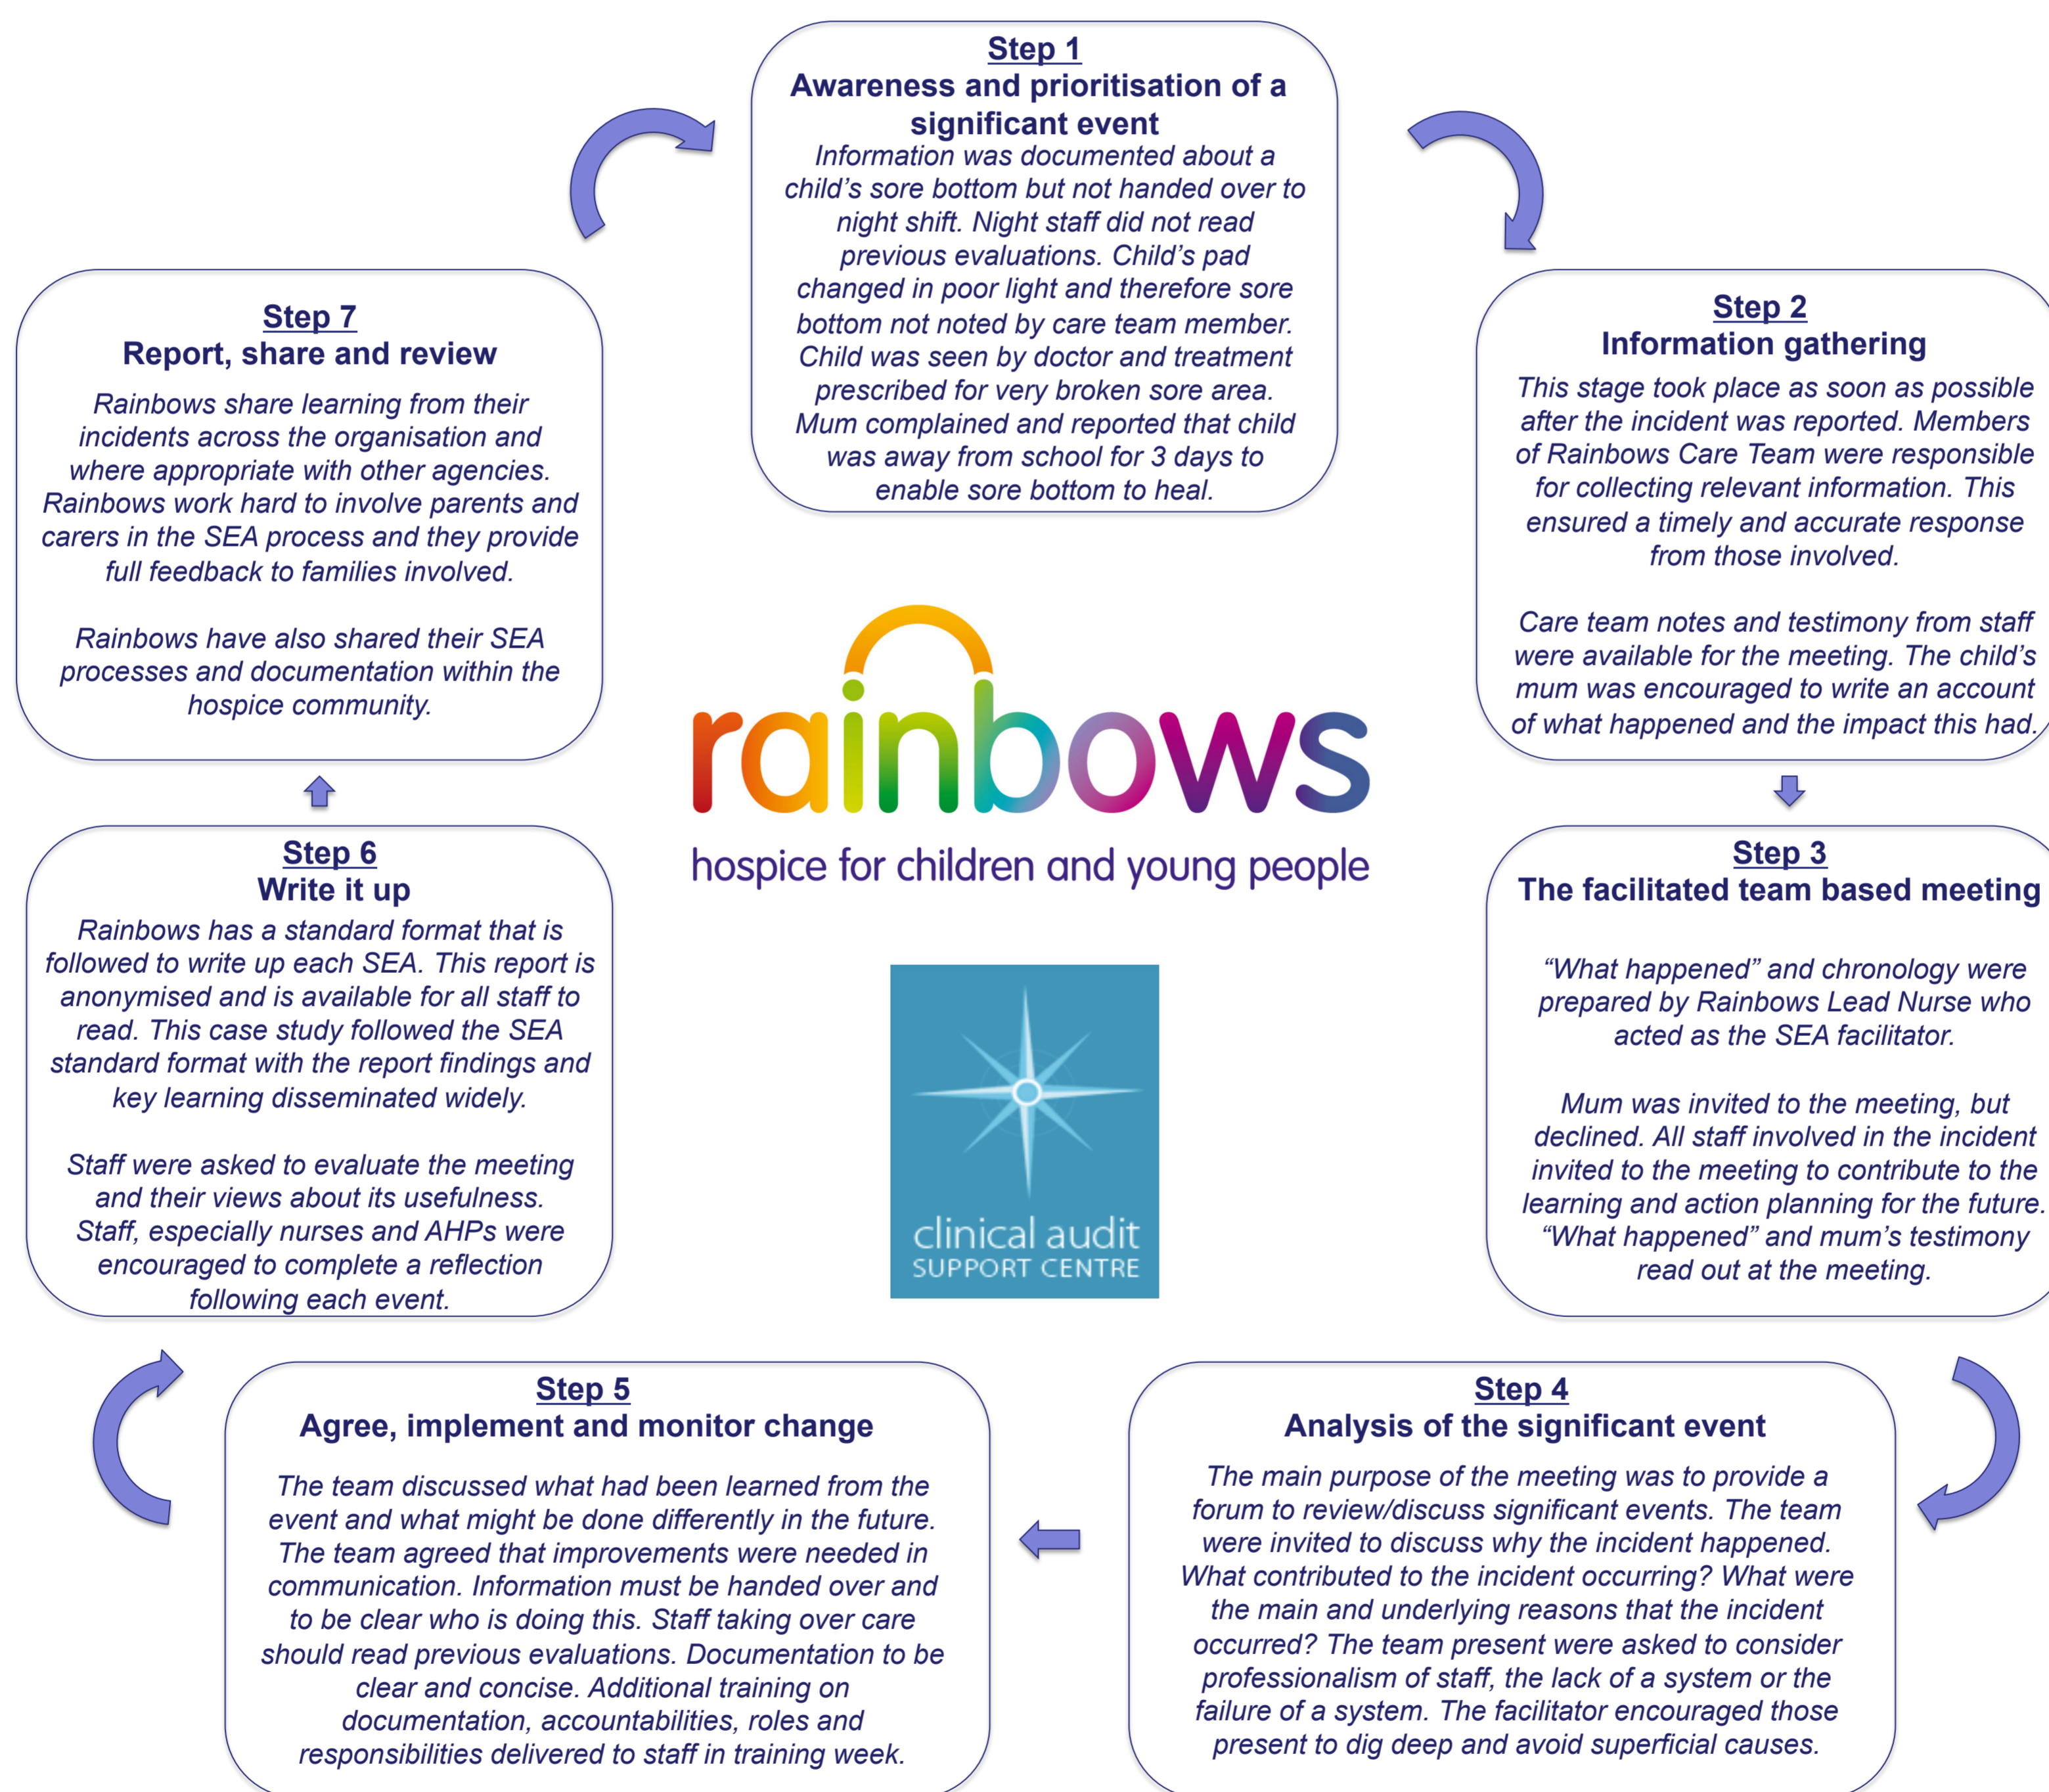 Step 1
Awareness and prioritisation of a
significant event
Information was documented about a
child’s sore bottom but not handed over to
night shift. Night staff did not read
previous evaluations. Child’s pad
changed in poor light and therefore sore
bottom not noted by care team member.
Child was seen by doctor and treatment
prescribed for very broken sore area.
Mum complained and reported that child
was away from school for 3 days to
enable sore bottom to heal.
Step 2
Information gathering
This stage took place as soon as possible
after the incident was reported. Members
of Rainbows Care Team were responsible
for collecting relevant information. This
ensured a timely and accurate response
from those involved.
Care team notes and testimony from staff
were available for the meeting. The child’s
mum was encouraged to write an account
of what happened and the impact this had.
Step 3
The facilitated team based meeting
“What happened” and chronology were
prepared by Rainbows Lead Nurse who
acted as the SEA facilitator.
Mum was invited to the meeting, but
declined. All staff involved in the incident
invited to the meeting to contribute to the
learning and action planning for the future.
“What happened” and mum’s testimony
read out at the meeting.
Step 4
Analysis of the significant event
The main purpose of the meeting was to provide a
forum to review/discuss significant events. The team
were invited to discuss why the incident happened.
What contributed to the incident occurring? What were
the main and underlying reasons that the incident
occurred? The team present were asked to consider
professionalism of staff, the lack of a system or the
failure of a system. The facilitator encouraged those
present to dig deep and avoid superficial causes.
Step 5
Agree, implement and monitor change
The team discussed what had been learned from the
event and what might be done differently in the future.
The team agreed that improvements were needed in
communication. Information must be handed over and
to be clear who is doing this. Staff taking over care
should read previous evaluations. Documentation to be
clear and concise. Additional training on
documentation, accountabilities, roles and
responsibilities delivered to staff in training week.
Step 6
Write it up
Rainbows has a standard format that is
followed to write up each SEA. This report is
anonymised and is available for all staff to
read. This case study followed the SEA
standard format with the report findings and
key learning disseminated widely.
Staff were asked to evaluate the meeting
and their views about its usefulness.
Staff, especially nurses and AHPs were
encouraged to complete a reflection
following each event.
Step 7
Report, share and review
Rainbows share learning from their
incidents across the organisation and
where appropriate with other agencies.
Rainbows work hard to involve parents and
carers in the SEA process and they provide
full feedback to families involved.
Rainbows have also shared their SEA
processes and documentation within the
hospice community.
rainbows
hospice for children and young people
clinical audit
SUPPORT CENTRE